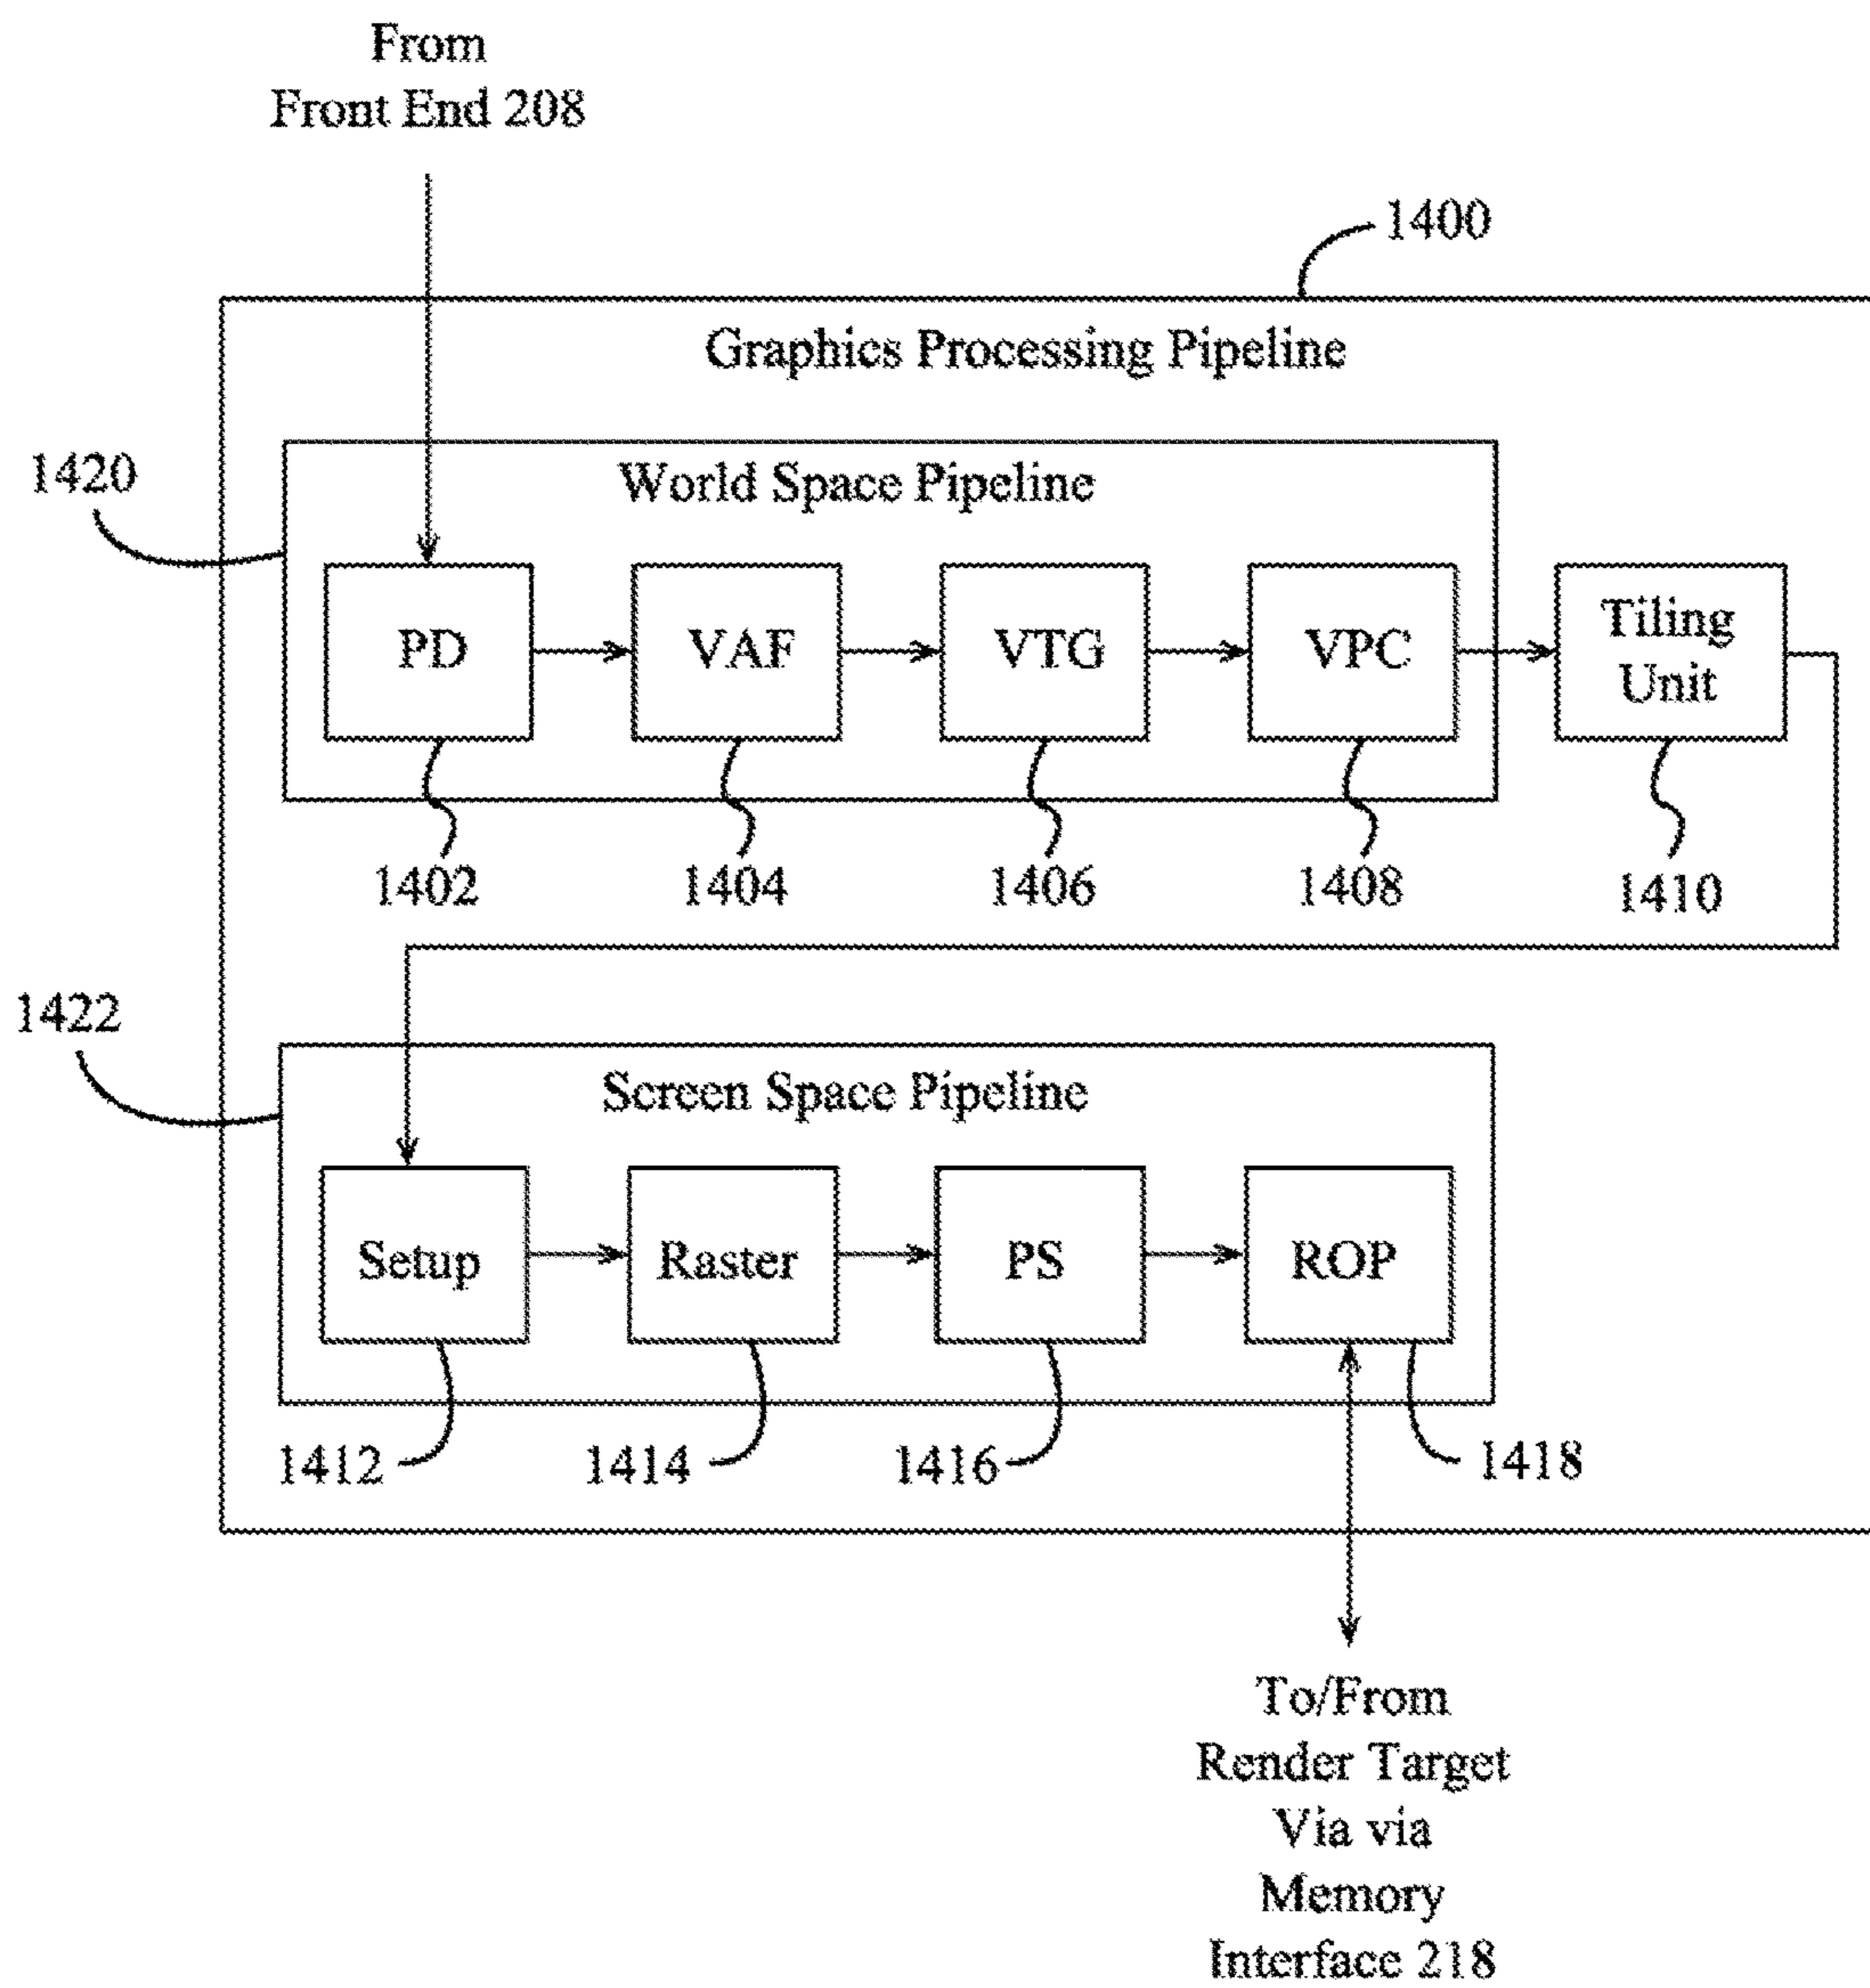 From
Front End 208
1400
Graphics Processing Pipeline
1420
World Space Pipeline
PD
VAF
VTG
VPC
Tiling
Unit
1402
1404
1406
1408
1410
1422
Screen Space Pipeline
Setup
Raster
PS
ROP
1412
1414
1416
1418
To/From
Render Target
Via via
Memory
Interface 218